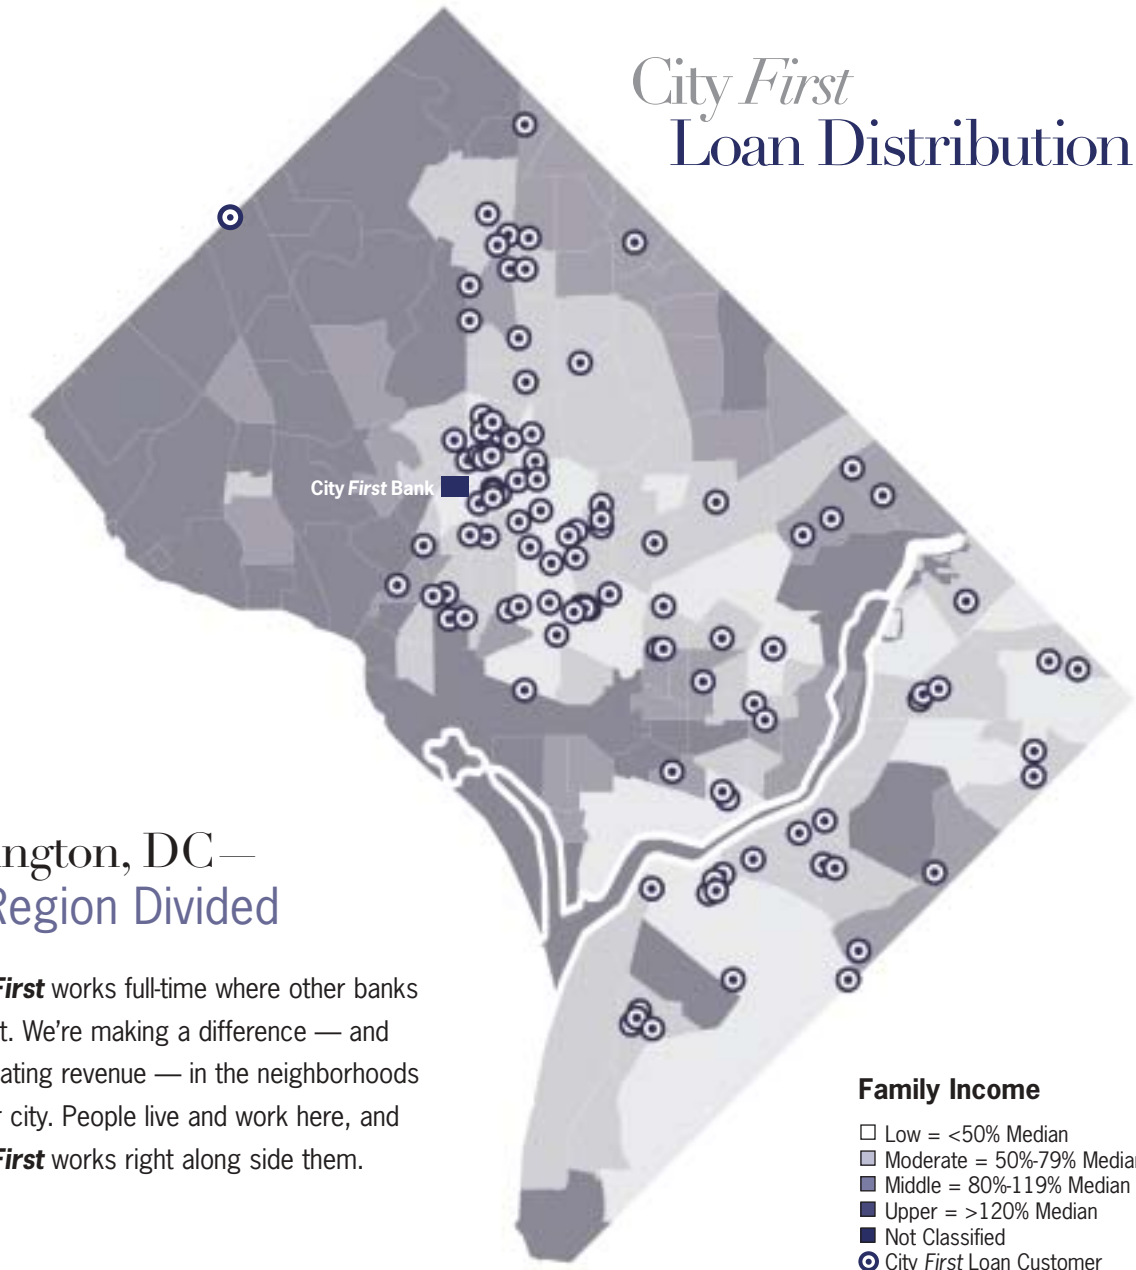 City First
Loan Distribution
City First Bank
ngton, DC—
Region Divided
First works full-time where other banks
t. We’re making a difference — and
ating revenue — in the neighborhoods
r city. People live and work here, and
First works right along side them.
Family Income
Low = <50% Median
Moderate = 50%-79% Median
Middle = 80%-119% Median
Upper = >120% Median
Not Classified
City First Loan Customer